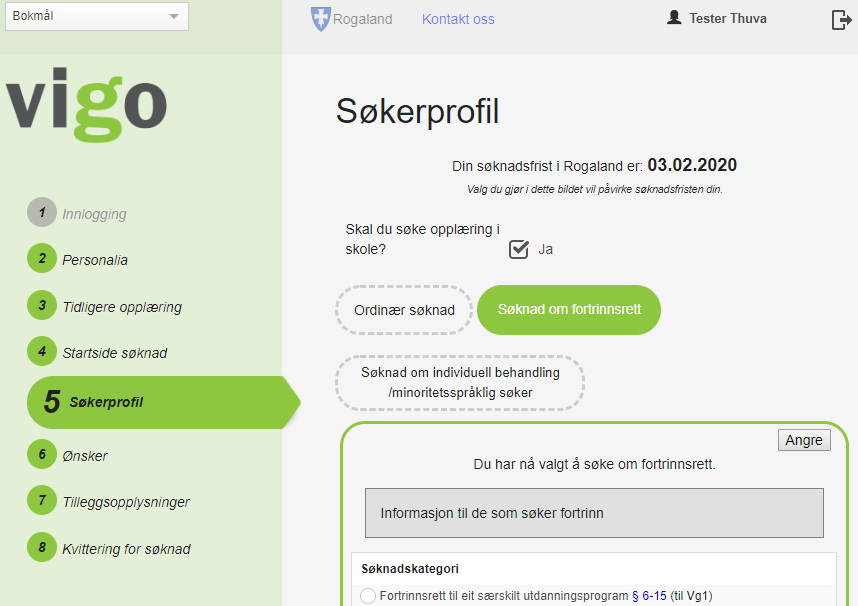 Bokmål
Rogaland
Kontakt oss
Tester Thuva
vigo
1 Innlogging
2 Personalia
3 Tidligere opplæring
4 Startside søknad
5 Søkerprofil
6 Ønsker
7 Tilleggsopplysninger
8 Kvittering for søknad
Søkerprofil
Din søknadsfrist i Rogaland er: 03.02.2020
Valg du gjør i dette bildet vil påvirke søknadsfristen din.
Skal du søke opplæring i
skole?
Ja
Ordinær søknad
Søknad om fortrinnsrett
Søknad om individuell behandling
/minoritetsspråklig søker
Angre
Du har nå valgt å søke om fortrinnsrett.
Informasjon til de som søker fortrinn
Søknadskategori
Fortrinnsrett til eit særskilt utdanningsprogram § 6-15 (til Vg1)